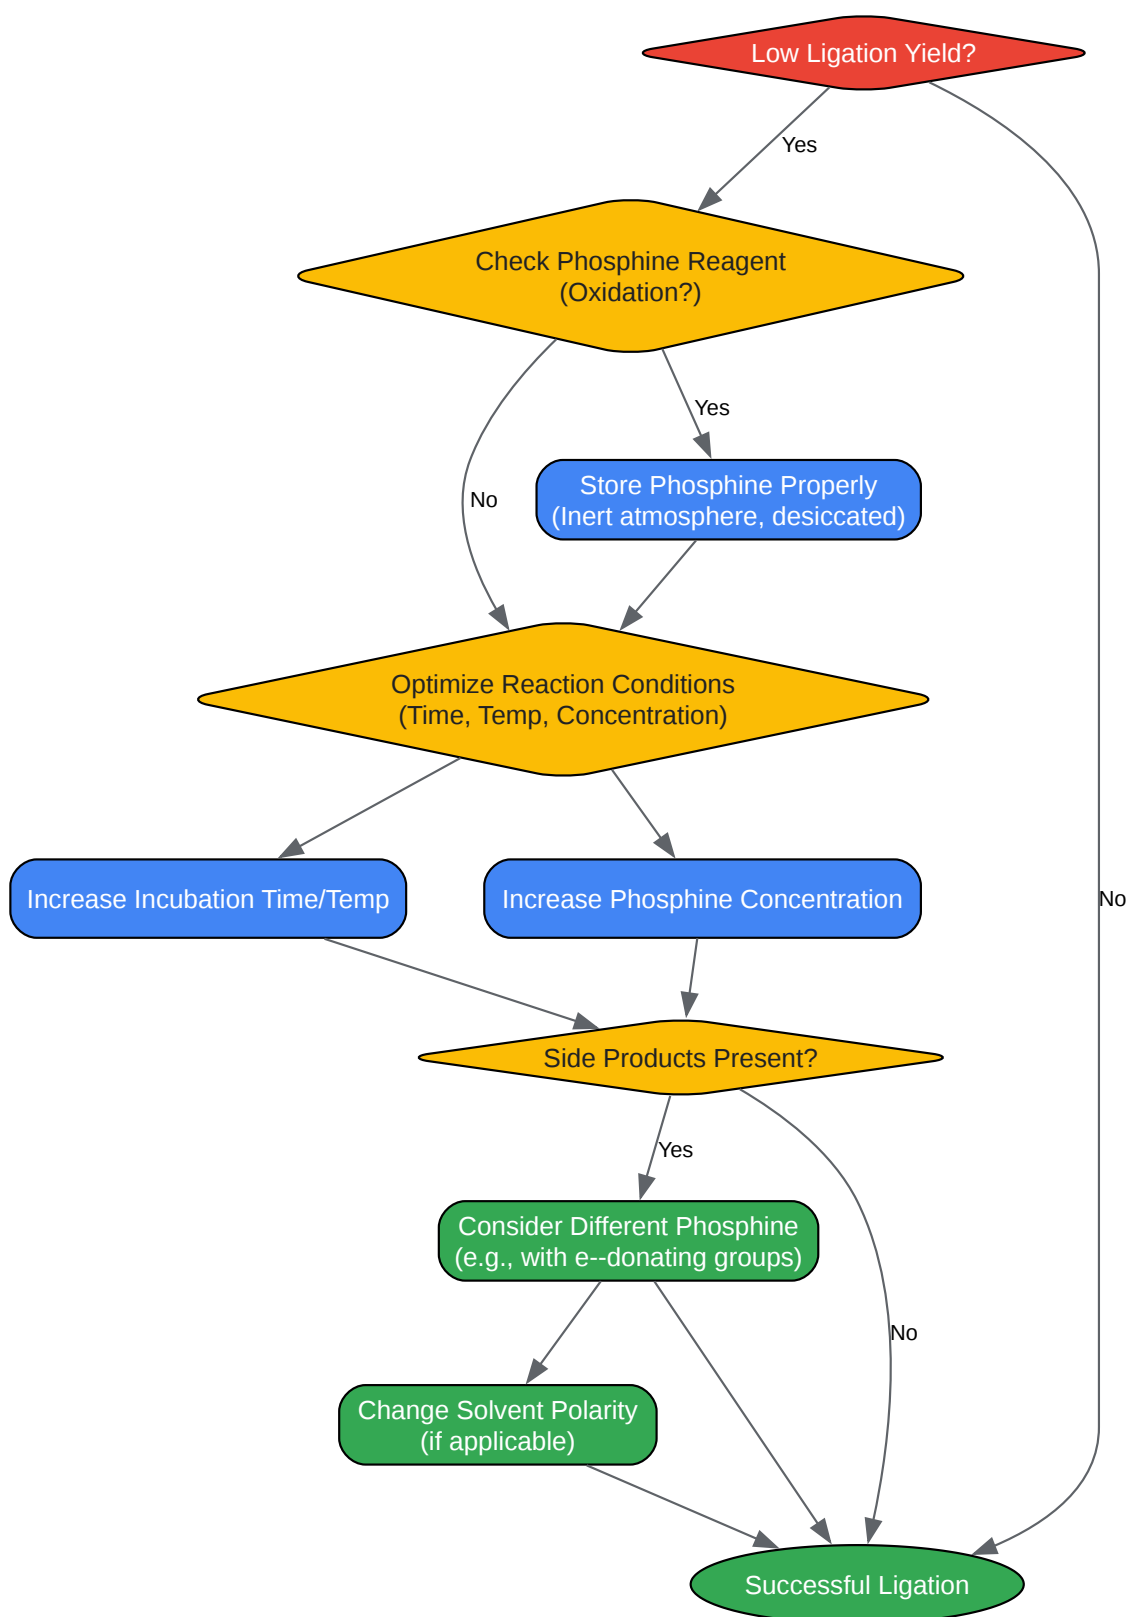 Low Ligation Yield?
Yes
Check Phosphine Reagent
(Oxidation?)
Yes
Store Phosphine Properly
(Inert atmosphere, desiccated)
No
Optimize Reaction Conditions
(Time, Temp, Concentration)
Increase Incubation Time/Temp
Increase Phosphine Concentration
No
Side Products Present?
Yes
Consider Different Phosphine
(e.g., with e--donating groups)
No
Change Solvent Polarity
(if applicable)
Successful Ligation